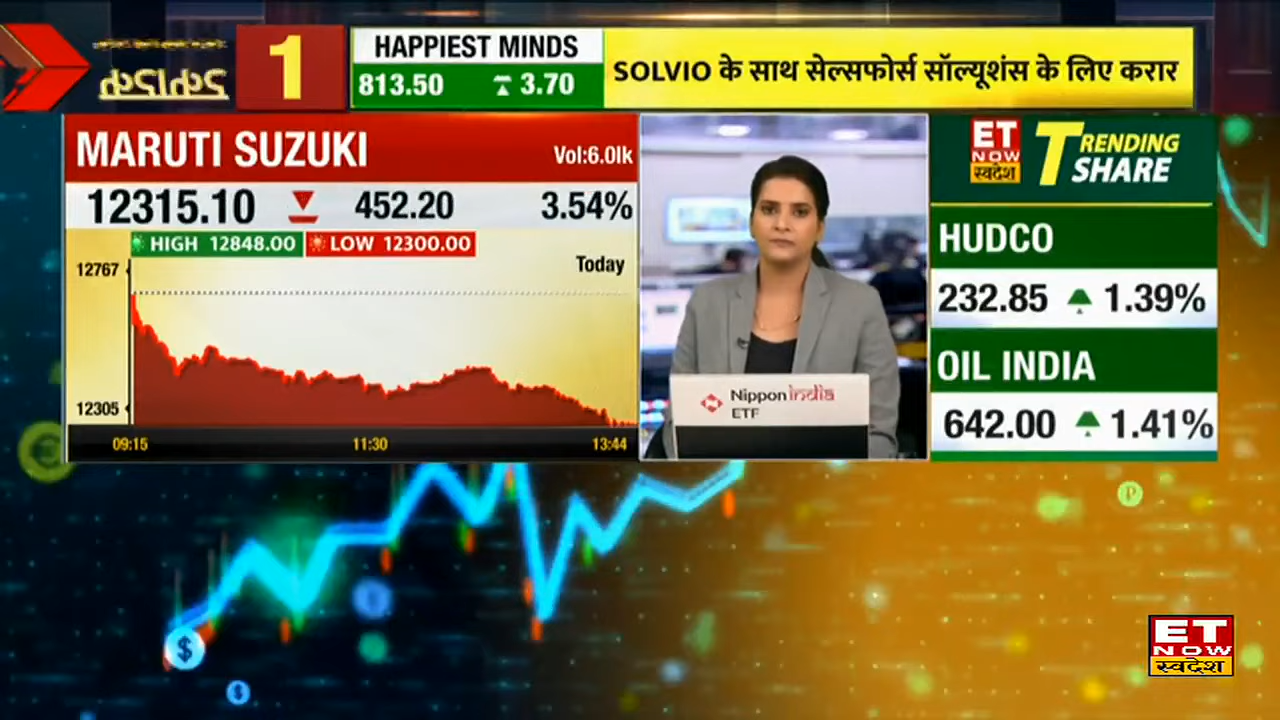 1
HAPPIEST MINDS
813.50 3.70
SOLVIO के साथ सेल्सफोर्स सॉल्यूशंस के लिए करार
MARUTI SUZUKI Vol:6.0lk
12315.10 452.20 3.54%
HIGH 12848.00 LOW 12300.00
Today
12767
12305
09:15 11:30 13:44
Nippon india
ETF
ET
NOW
स्वदेश
TRENDING
SHARE
HUDCO
232.85 1.39%
OIL INDIA
642.00 1.41%
ET
NOW
स्वदेश